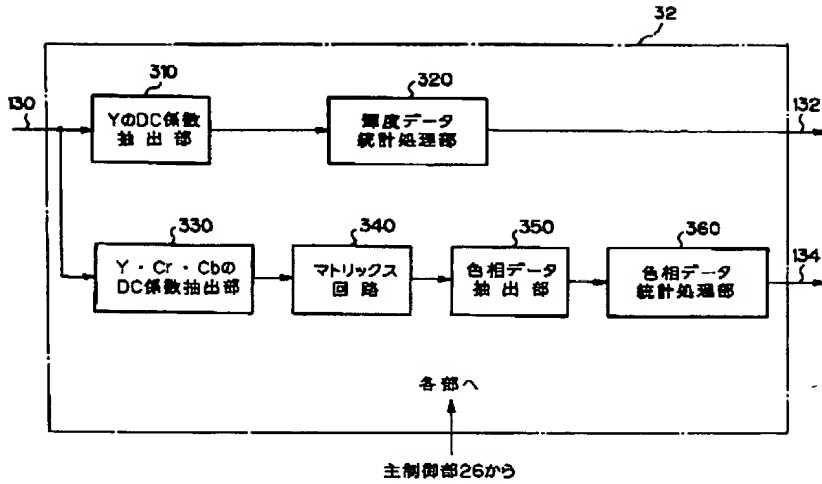 32
310
320
130
YのDC係数
抽出部
輝度データ
統計処理部
132
330
340
350
360
Y・Cr・Cbの
DC係数抽出部
マトリックス
回路
色相データ
抽出部
色相データ
統計処理部
134
各部へ
主制御部26から